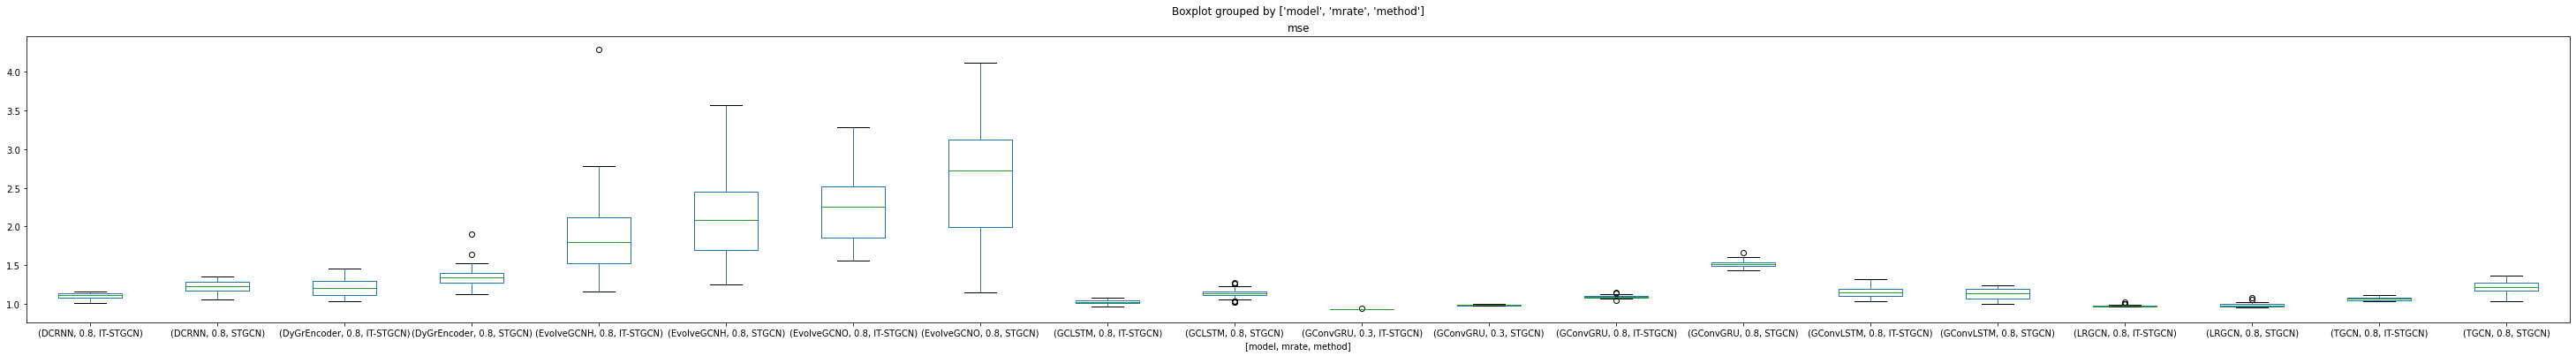 Boxplot grouped by ['model', 'mrate', 'method']
mse
4.0
3.5
3.0
2.5
2.0
1.5
1.0
(DCRNN, 0.8, IT-STGCN)
(DCRNN, 0.8, STGCN)
(DyGrEncoder, 0.8, IT-STGCN)
(DyGrEncoder, 0.8, STGCN)
(EvolveGCNH, 0.8, IT-STGCN)
(EvolveGCNH, 0.8, STGCN)
(EvolveGCNO, 0.8, IT-STGCN)
(EvolveGCNO, 0.8, STGCN)
(GCLSTM, 0.8, IT-STGCN)
(GCLSTM, 0.8, STGCN)
(GConvGRU, 0.3, IT-STGCN)
(GConvGRU, 0.3, STGCN)
(GConvGRU, 0.8, IT-STGCN)
(GConvGRU, 0.8, STGCN)
(GConvLSTM, 0.8, IT-STGCN)
(GConvLSTM, 0.8, STGCN)
(LRGCN, 0.8, IT-STGCN)
(LRGCN, 0.8, STGCN)
(TGCN, 0.8, IT-STGCN)
(TGCN, 0.8, STGCN)
[model, mrate, method]